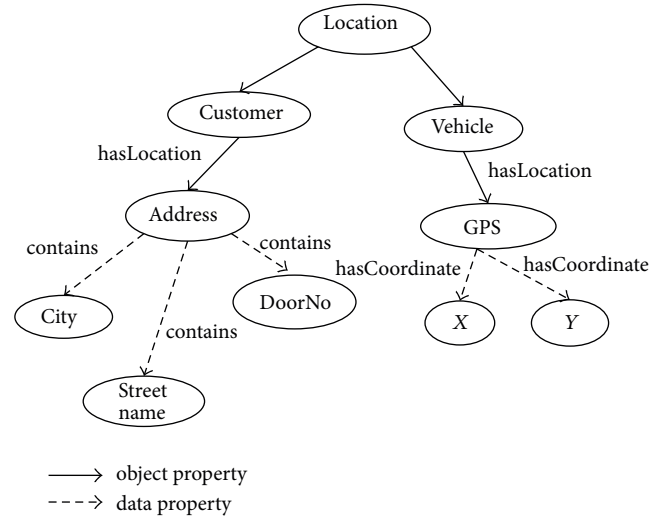 Location
Customer
Vehicle
hasLocation
hasLocation
Address
GPS
contains
contains
hasCoordinate
hasCoordinate
City
DoorNo
X
Y
contains
Street
name
object property
data property